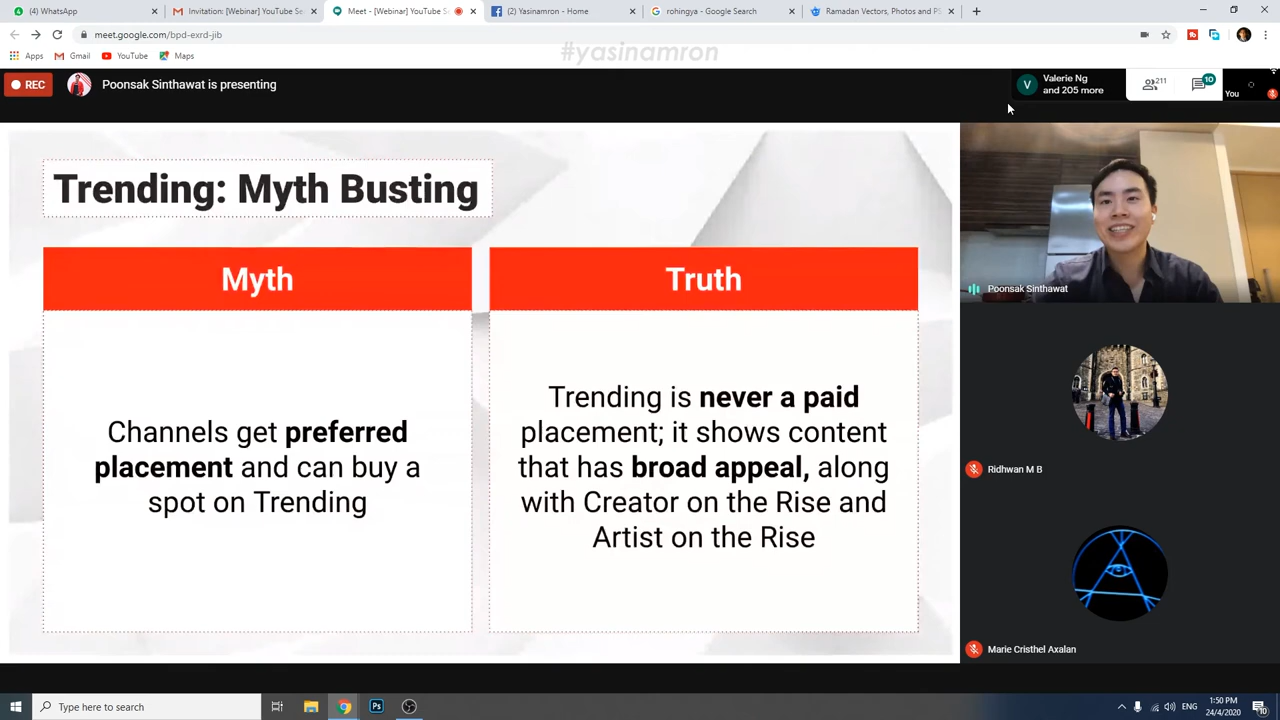 (4) WhatsApp
Invitation: [Webinar] YouTube Se
Meet - [Webinar] YouTube S
(2) Yasinamron - Home
rohingya - Google Search
Ramadan Vectors, Photos and PS
meet.google.com/bpd-exrd-jib
Apps
Gmail
YouTube
Maps
#yasinamron
REC
Poonsak Sinthawat is presenting
V
Valerie Ng
and 205 more
211
10
You
Trending: Myth Busting
Myth
Truth
Channels get preferred
placement and can buy a
spot on Trending
Trending is never a paid
placement; it shows content
that has broad appeal, along
with Creator on the Rise and
Artist on the Rise
Poonsak Sinthawat
Ridhwan M B
Marie Cristhel Axalan
Type here to search
Ps
ENG
1:50 PM
24/4/2020
10